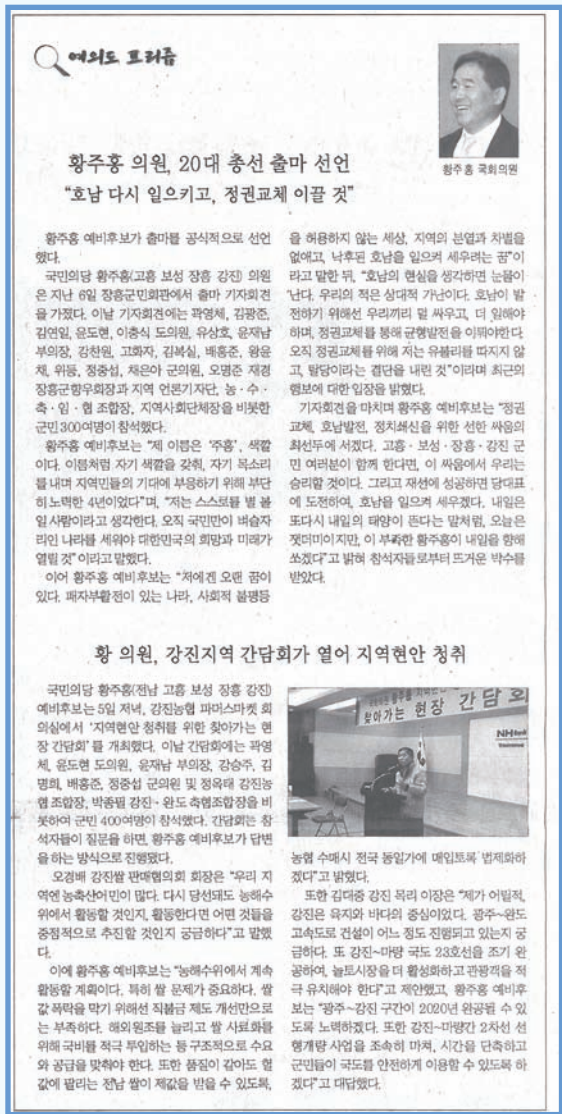 여의도 프리즘
황주홍 국회의원
황주홍 의원, 20대 총선 출마 선언
“호남 다시 일으키고, 정권교체 이끌 것”
황주홍 예비후보가 출마를 공식적으로 선언
했다.
국민의당 황주홍(고흥 보성 장흥 강진) 의원
은 지난 6일 장흥군민회관에서 출마 기자회견
을 가졌다. 이날 기자회견에는 곽영체, 김광준,
김연일, 윤도현, 이충식 도의원, 유상호, 윤재남
부의장, 강찬원, 고화자, 김복실, 배홍준, 왕윤
채, 위등, 정중섭, 채은아 군의원, 오명준 재경
장흥군향우회장과 지역 언론기자단, 농·수·
축·임·협 조합장, 지역사회단체장을 비롯한
군민 300여명이 참석했다.
황주홍 예비후보는 “제 이름은 ‘주홍’, 색깔
이다. 이름처럼 자기 색깔을 갖춰, 자기 목소리
를 내며 지역민들의 기대에 부응하기 위해 부단
히 노력한 4년이었다”며, “저는 스스로를 별 볼
일 사람이라고 생각한다. 오직 국민만이 벼슬자
리인 나라를 세워야 대한민국의 희망과 미래가
열릴 것” 이라고 말했다.
이어 황주홍 예비후보는 “저에겐 오랜 꿈이
있다. 패자부활전이 있는 나라, 사회적 불평등
을 허용하지 않는 세상, 지역의 분열과 차별을
없애고, 낙후된 호남을 일으켜 세우려는 꿈”이
라고 말한 뒤, “호남의 현실을 생각하면 눈물이
난다. 우리의 적은 상대적 가난이다. 호남이 발
전하기 위해선 우리끼리 덜 싸우고, 더 일해야
하며, 정권교체를 통해 균형발전을 이뤄야한다.
오직 정권교체를 위해 저는 유불리를 따지지 않
고, 탈당이라는 결단을 내린 것”이라며 최근의
행보에 대한 입장을 밝혔다.
기자회견을 마치며 황주홍 예비후보는 “정권
교체, 호남발전, 정치쇄신을 위한 선한 싸움의
최선두에 서겠다. 고흥·보성·장흥·강진 군
민 여러분이 함께 한다면, 이 싸움에서 우리는
승리할 것이다. 그리고 재선에 성공하면 당대표
에 도전하여, 호남을 일으켜 세우겠다. 내일은
또다시 내일의 태양이 뜬다는 말처럼, 오늘은
잿더미이지만, 이 부족한 황주홍이 내일을 향해
쏘겠다”고 밝혀 참석자들로부터 뜨거운 박수를
받았다.
황 의원, 강진지역 간담회가 열어 지역현안 청취
국민의당 황주홍(전남 고흥 보성 장흥 강진)
예비후보는 5일 저녁, 강진농협 파머스마켓 회
의실에서 ‘지역현안 청취를 위한 찾아가는 현
장 간담회’를 개최했다. 이날 간담회에는 곽영
체, 윤도현 도의원, 윤재남 부의장, 강승주, 김
명희, 배홍준, 정중섭 군의원 및 정옥태 강진농
협 조합장, 박종필 강진·완도축협조합장을 비
롯하여 군민 400여명이 참석했다. 간담회는 참
석자들이 질문을 하면, 황주홍 예비후보가 답변
을 하는 방식으로 진행됐다.
오경배 강진쌀 판매협의회 회장은 “우리 지
역엔 농축산어민이 많다. 다시 당선돼도 농해수
위에서 활동할 것인지, 활동한다면 어떤 것들을
중점적으로 추진할 것인지 궁금하다”고 말했
다.
이에 황주홍 예비후보는 “농해수위에서 계속
활동할 계획이다. 특히 쌀 문제가 중요하다. 쌀
값 폭락을 막기 위해선 직불금 제도 개선만으로
는 부족하다. 해외원조를 늘리고 쌀 사료화를
위해 국비를 적극 투입하는 등 구조적으로 수요
와 공급을 맞춰야 한다. 또한 품질이 같아도 헐
값에 팔리는 전남 쌀이 제값을 받을 수 있도록,
찾아가는 현장 간담회
NH
농협 수매시 전국 동일가에 매입토록 법제화하
겠다”고 밝혔다.
또한 김대중 강진 목리 이장은 “제가 어릴적,
강진은 육지와 바다의 중심이었다. 광주~완도
고속도로 건설이 어느 정도 진행되고 있는지 궁
금하다. 또 강진~마량 국도 23호선을 조기 완
공하여, 놀토시장을 더 활성화하고 관광객을 적
극 유치해야 한다”고 제안했고, 황주홍 예비후
보는 “광주~강진 구간이 2020년 완공될 수 있
도록 노력하겠다. 또한 강진~마량간 2차선 선
형개량 사업을 조속히 마쳐, 시간을 단축하고
군민들이 국도를 안전하게 이용할 수 있도록 하
겠다”고 대답했다.